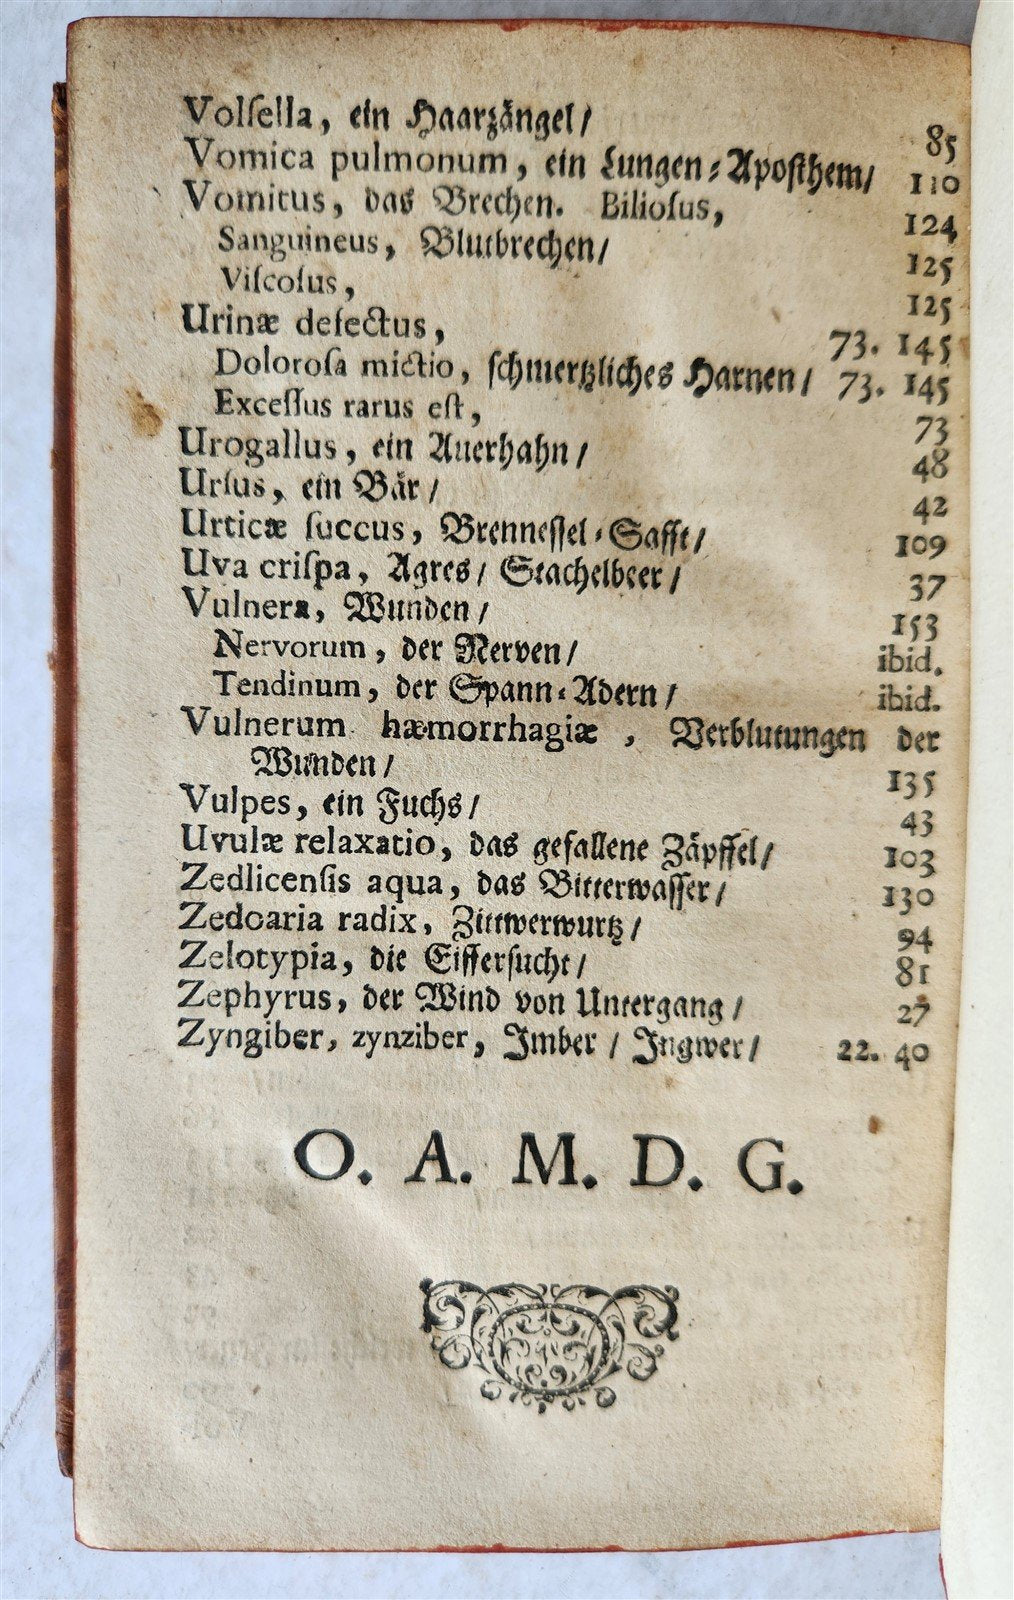 Volſella, ein Haarzängel/ 85
Vomica pulmonum, ein Lungen-Apoſthem/ 110
Vomitus, das Brechen. Bilioſus, 124
Sanguineus, Blutbrechen/ 125
Viſcoſus, 125
Urinæ defectus, 73. 145
Doloroſa mictio, ſchmertzliches Harnen/ 73. 145
Exceſſus rarus eſt, 73
Urogallus, ein Auerhahn/ 48
Urſus, ein Bär/ 42
Urticæ ſuccus, Brenneſſel-Safft/ 109
Uva criſpa, Agres/ Stachelbeer/ 37
Vulnera, Wunden/ 153
Nervorum, der Nerven/ ibid.
Tendinum, der Spann-Adern/ ibid.
Vulnerum hæmorrhagiæ, Verblutungen der
Wunden/ 135
Vulpes, ein Fuchs/ 43
Uvulæ relaxatio, das gefallene Zäpffel/ 103
Zedlicenſis aqua, das Bitterwaſſer/ 130
Zedoaria radix, Zittwerwurtz/ 94
Zelotypia, die Eifferſucht/ 81
Zephyrus, der Wind von Untergang/ 27
Zyngiber, zynziber, Imber/ Ingwer/ 22. 40
O. A. M. D. G.